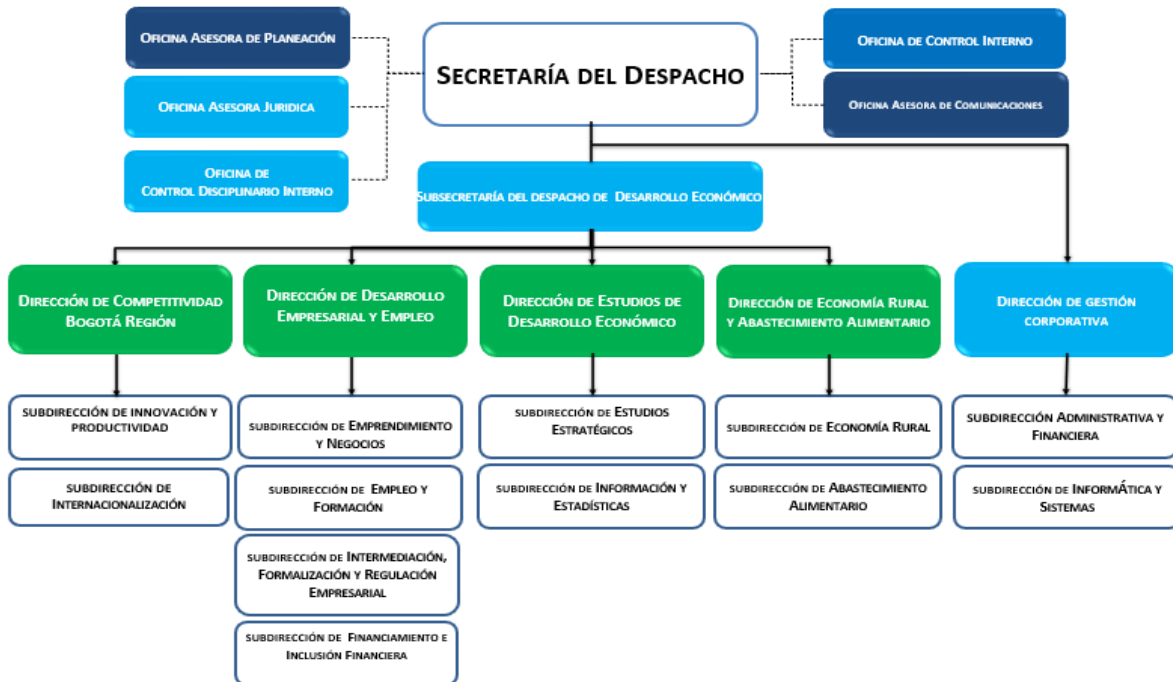 Oficina Asesora de Planeación
Oficina Asesora Juridica
Oficina de
Control Disciplinario Interno
Secretaría del Despacho
Oficina de Control Interno
Oficina Asesora de Comunicaciones
Subsecretaría del despacho de Desarrollo Económico
Dirección de Competitividad
Bogotá Región
Dirección de Desarrollo
Empresarial y Empleo
Dirección de Estudios de
Desarrollo Económico
Dirección de Economía Rural
y Abastecimiento Alimentario
Dirección de gestión
corporativa
subdirección de innovación y
productividad
subdirección de
Internacionalización
subdirección de Emprendimiento
y Negocios
subdirección de Empleo y
Formación
subdirección de Intermediación,
Formalización y Regulación
Empresarial
subdirección de Financiamiento e
Inclusión Financiera
subdirección de Estudios
Estratégicos
subdirección de Información y
Estadísticas
subdirección de Economía Rural
subdirección de Abastecimiento
Alimentario
subdirección Administrativa y
Financiera
subdirección de InformÁtica y
Sistemas